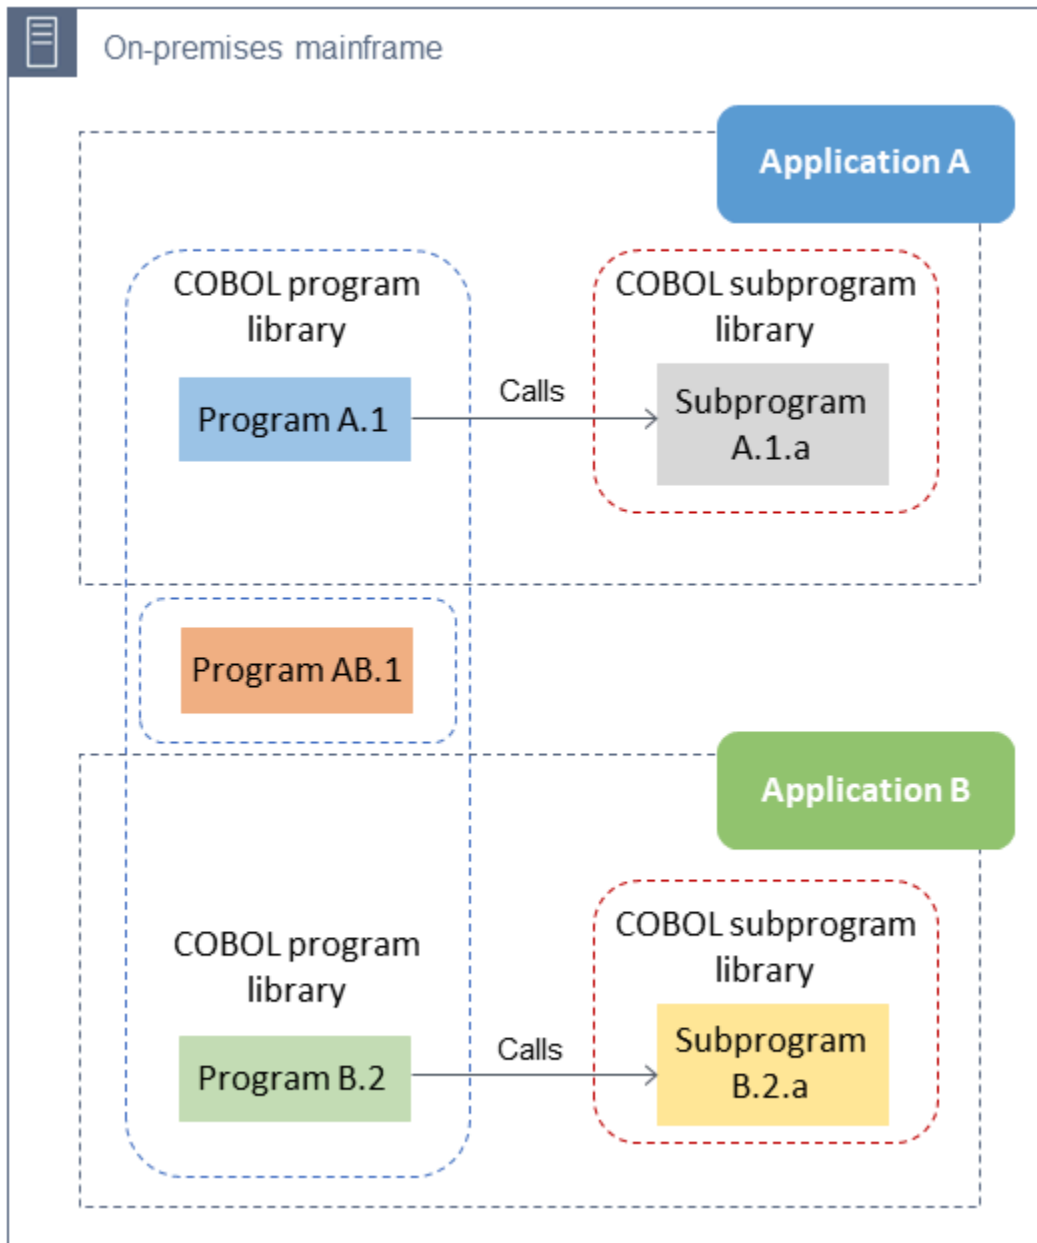 On-premises mainframe
Application A
COBOL program
library
COBOL subprogram
library
Program A.1
Calls
Subprogram
A.1.a
Program AB.1
Application B
COBOL program
library
COBOL subprogram
library
Program B.2
Calls
Subprogram
B.2.a